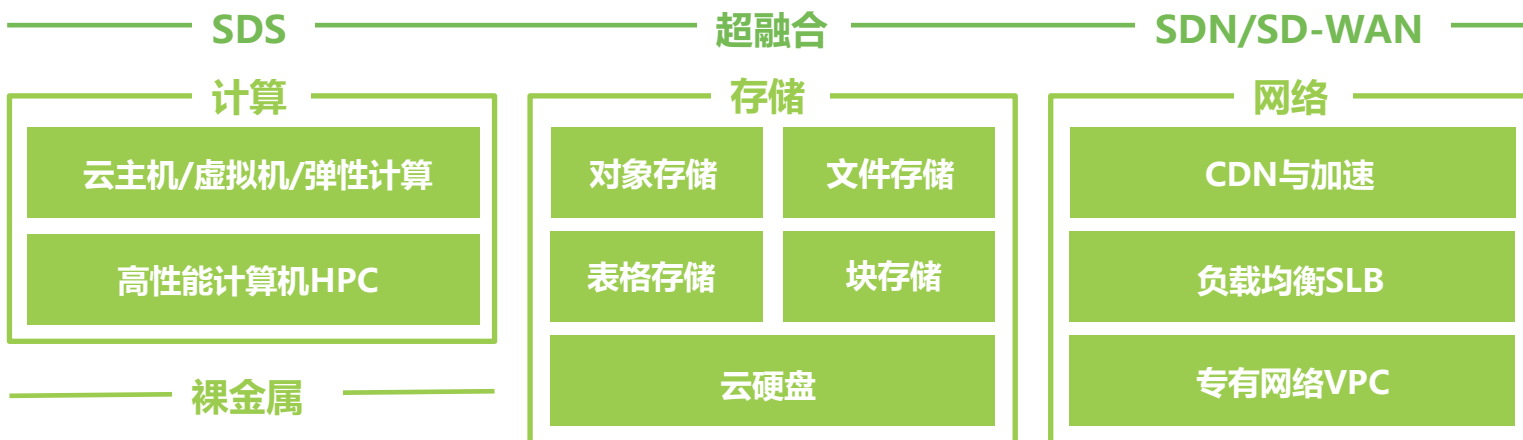 SDS 超融合 SDN/SD-WAN
计算 存储 网络
云主机/虚拟机/弹性计算 对象存储 文件存储 CDN与加速
高性能计算机HPC 表格存储 块存储 负载均衡SLB
裸金属 云硬盘 专有网络VPC